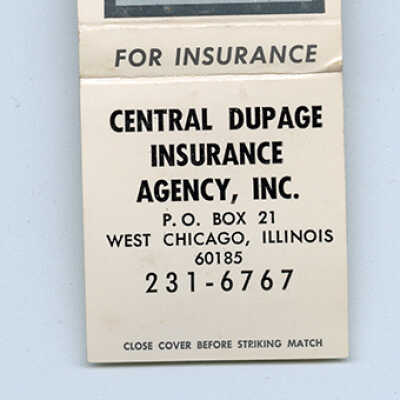 FOR INSURANCE
CENTRAL DUPAGE
INSURANCE
AGENCY, INC.
P.O. BOX 21
WEST CHICAGO, ILLINOIS
60185
231-6767
CLOSE COVER BEFORE STRIKING MATCH